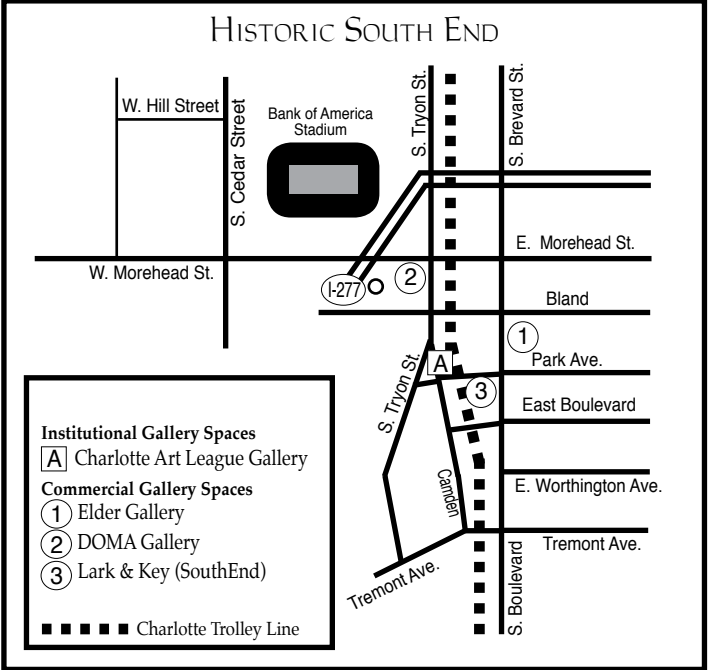 Historic South End
W. Hill Street
S. Cedar Street
Bank of America
Stadium
S. Tryon St.
S. Brevard St.
E. Morehead St.
W. Morehead St.
I-277
2
Bland
1
Park Ave.
A
S. Tryon St.
3
East Boulevard
Camden
E. Worthington Ave.
Tremont Ave.
Tremont Ave.
S. Boulevard
Institutional Gallery Spaces
A Charlotte Art League Gallery
Commercial Gallery Spaces
1 Elder Gallery
2 DOMA Gallery
3 Lark & Key (SouthEnd)
Charlotte Trolley Line